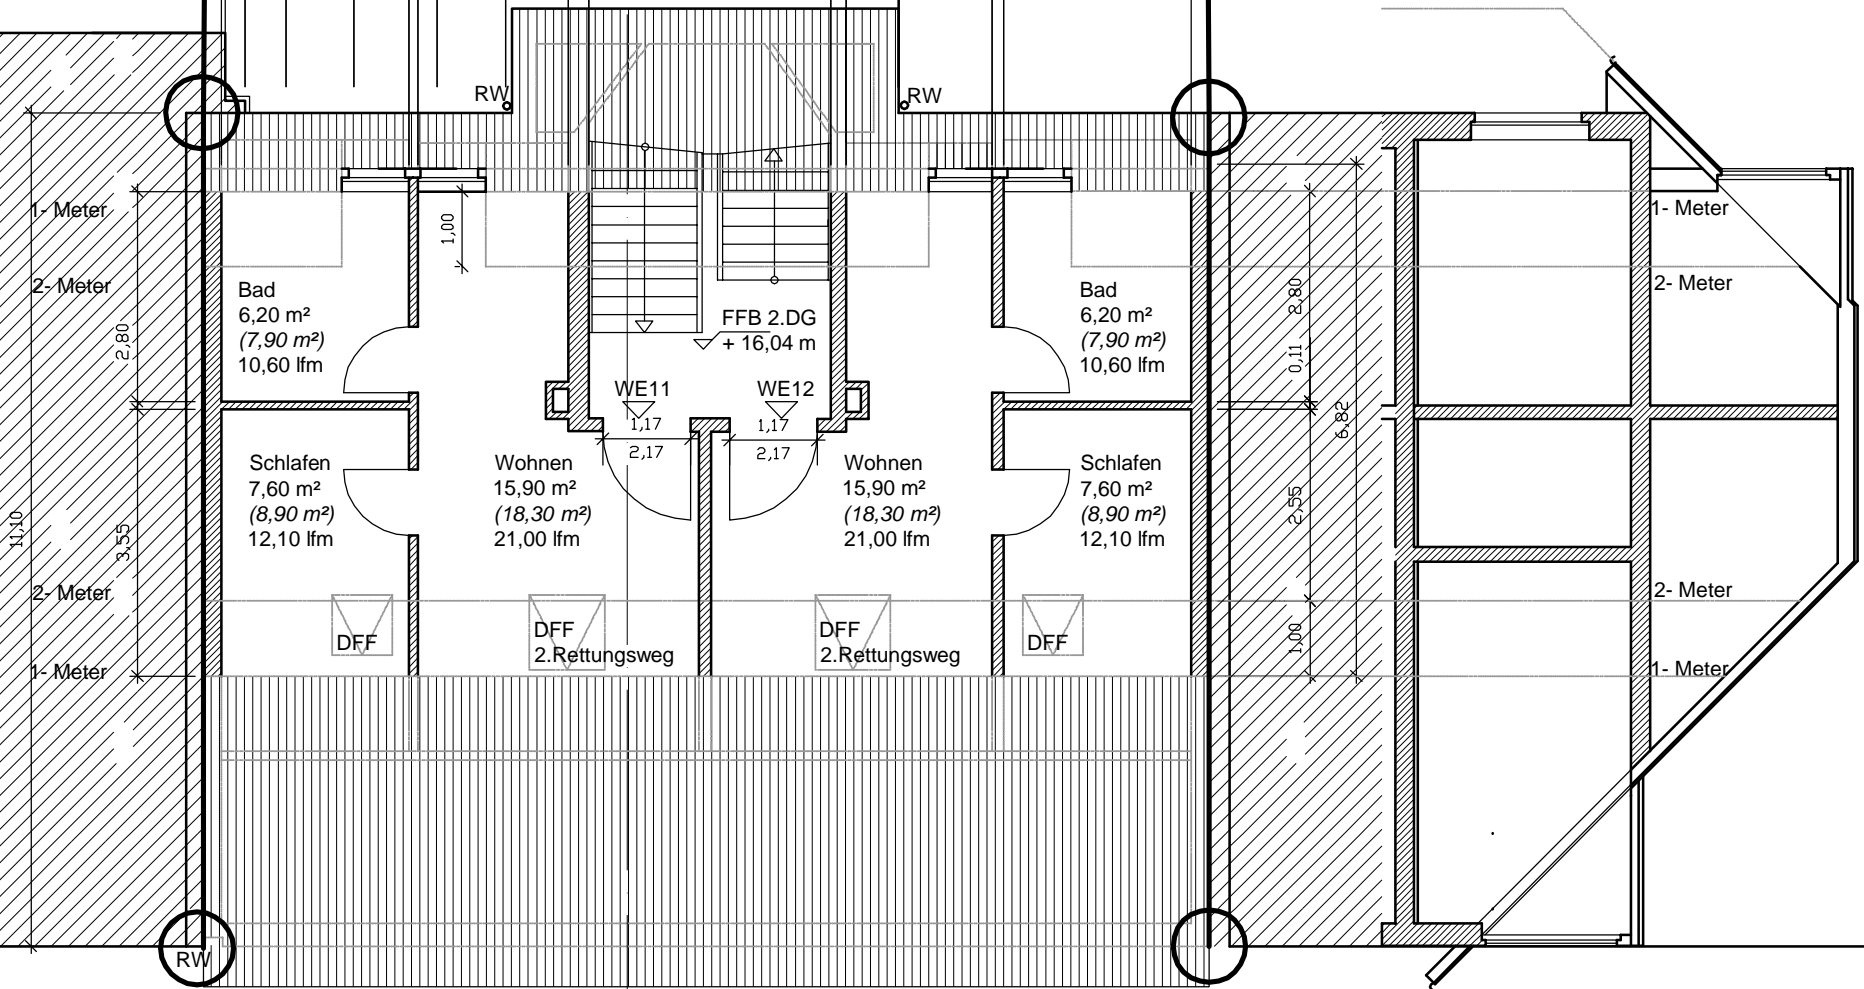 RW
RW
1- Meter
1- Meter
1,00
2- Meter
2- Meter
Bad
6,20 m²
(7,90 m²)
10,60 lfm
2,80
FFB 2.DG
+ 16,04 m
Bad
6,20 m²
(7,90 m²)
10,60 lfm
2,80
0,11
WE11
WE12
1,17
2,17
1,17
2,17
6,82
Schlafen
7,60 m²
(8,90 m²)
12,10 lfm
Wohnen
15,90 m²
(18,30 m²)
21,00 lfm
Wohnen
15,90 m²
(18,30 m²)
21,00 lfm
Schlafen
7,60 m²
(8,90 m²)
12,10 lfm
11,10
3,55
2,55
2- Meter
2- Meter
DFF
DFF
2.Rettungsweg
DFF
2.Rettungsweg
DFF
1,00
1- Meter
1- Meter
RW